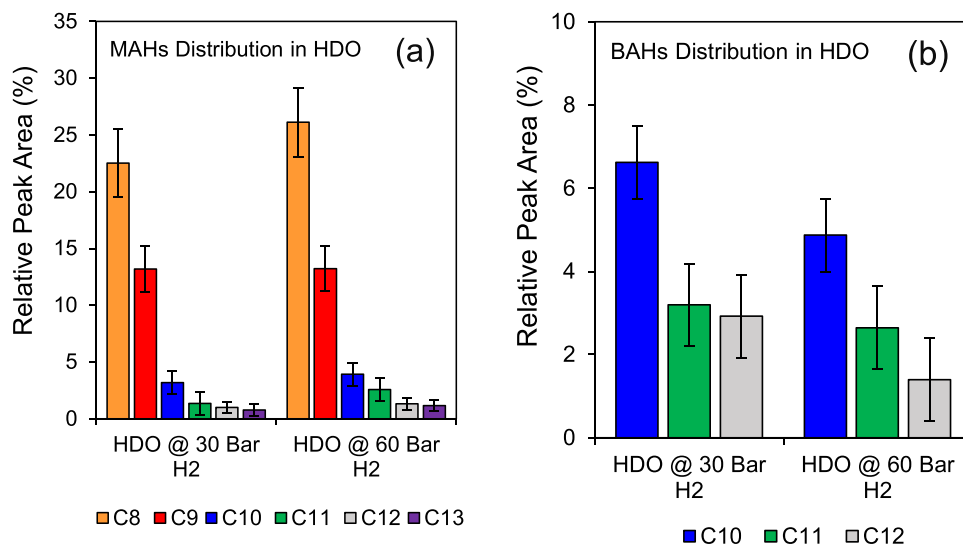 MAHs Distribution in HDO
(a)
Relative Peak Area (%)
35
30
25
20
15
10
5
0
HDO @ 30 Bar
H2
HDO @ 60 Bar
H2
C8 C9 C10 C11 C12 C13
BAHs Distribution in HDO
(b)
Relative Peak Area (%)
10
8
6
4
2
0
HDO @ 30 Bar
H2
HDO @ 60 Bar
H2
C10 C11 C12